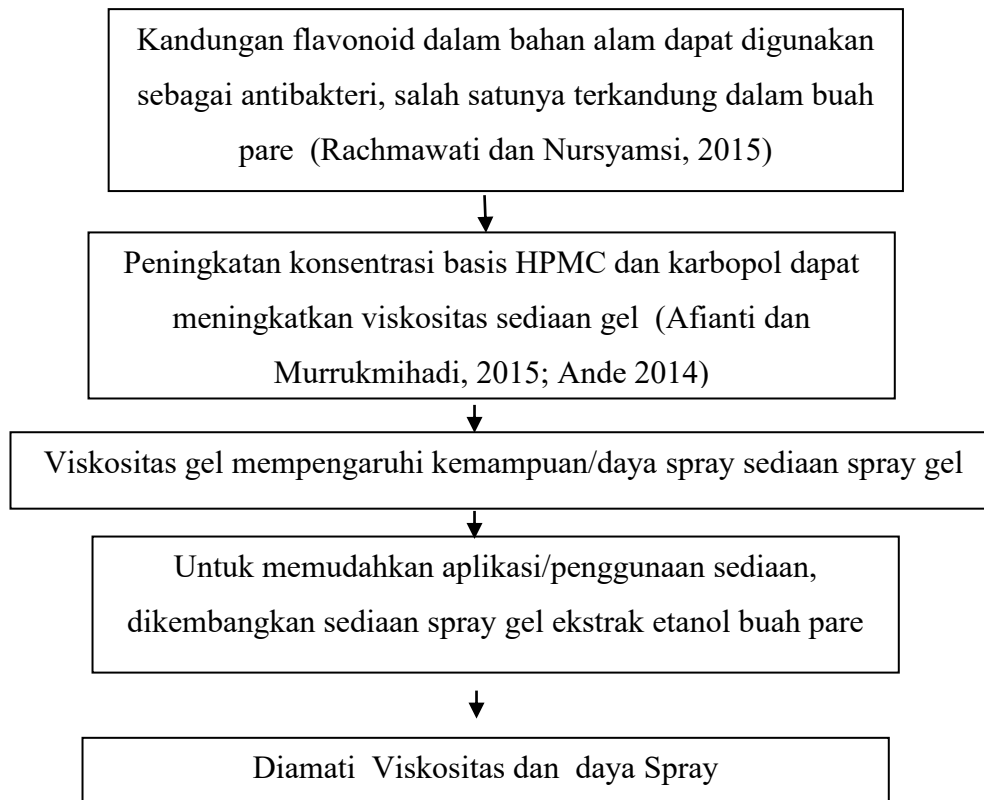 Kandungan flavonoid dalam bahan alam dapat digunakan
sebagai antibakteri, salah satunya terkandung dalam buah
pare (Rachmawati dan Nursyamsi, 2015)
Peningkatan konsentrasi basis HPMC dan karbopol dapat
meningkatkan viskositas sediaan gel (Afianti dan
Murrukmihadi, 2015; Ande 2014)
Viskositas gel mempengaruhi kemampuan/daya spray sediaan spray gel
Untuk memudahkan aplikasi/penggunaan sediaan,
dikembangkan sediaan spray gel ekstrak etanol buah pare
Diamati Viskositas dan daya Spray